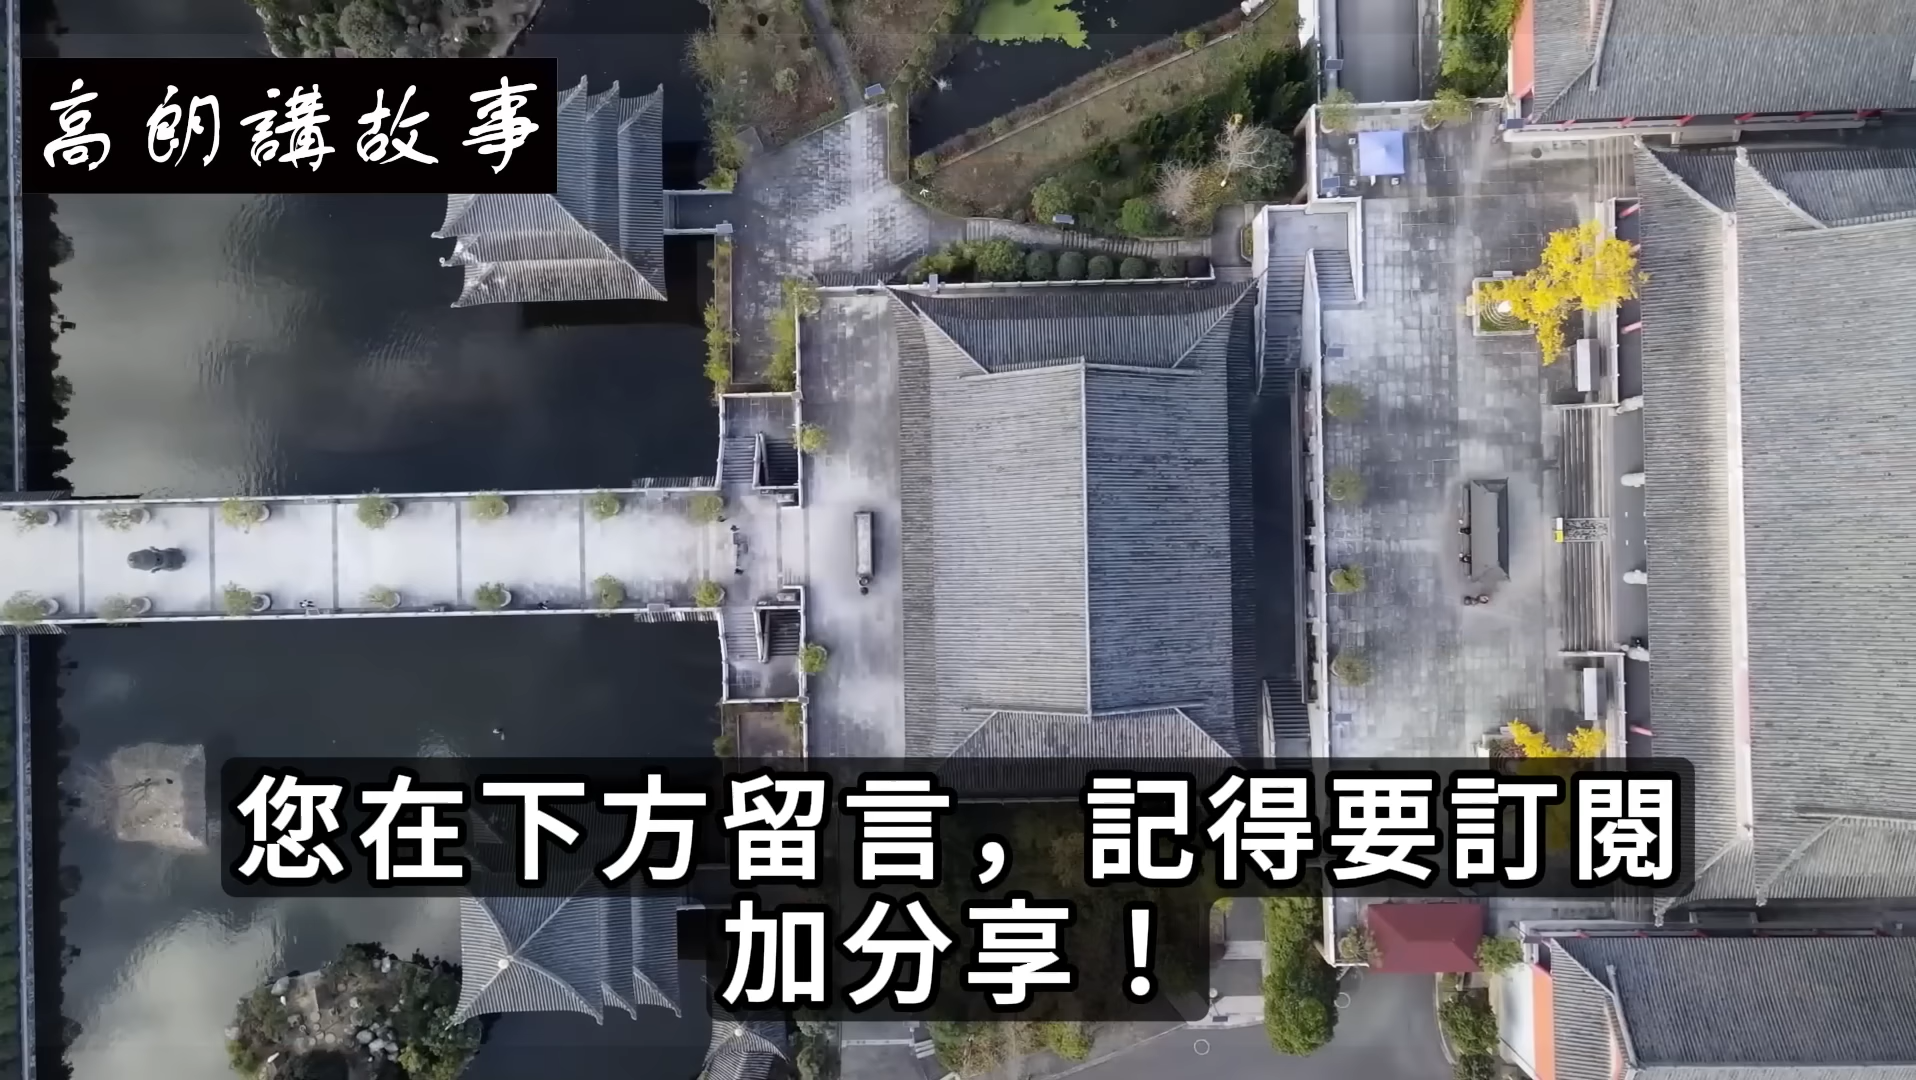 高朗講故事
您在下方留言，記得要訂閱
加分享！